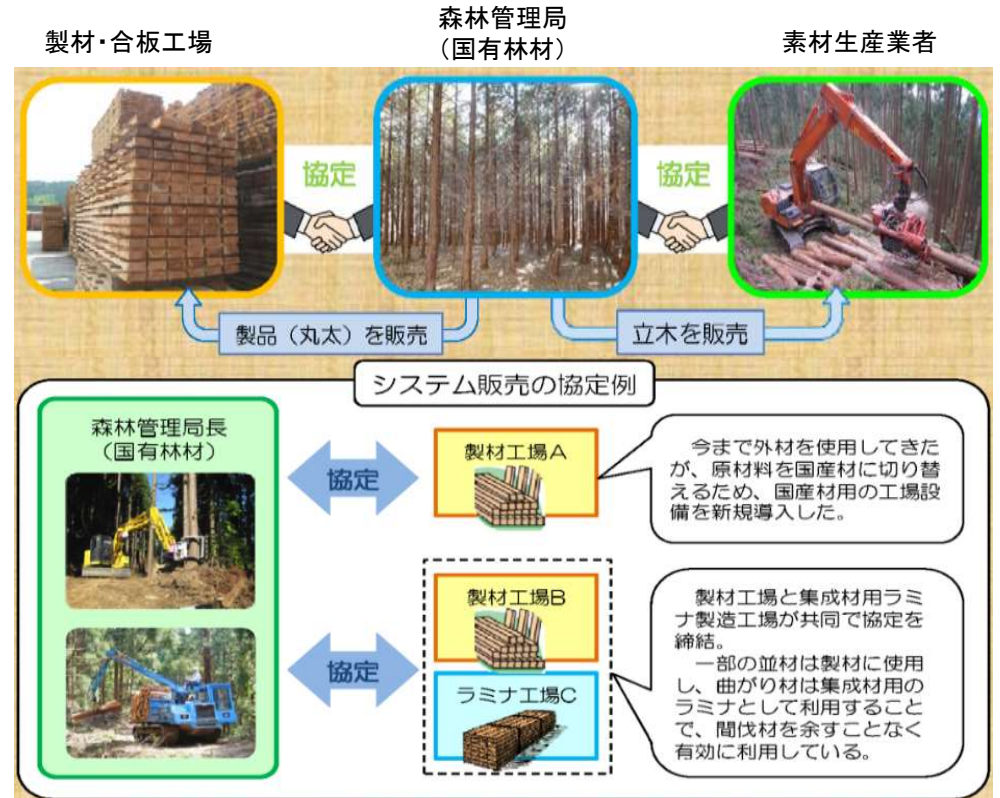 製材・合板工場
森林管理局
（国有林材）
素材生産業者
協定
協定
製品（丸太）を販売
立木を販売
システム販売の協定例
森林管理局長
（国有林材）
協定
製材工場A
今まで外材を使用してきた
が、原材料を国産材に切り替
えるため、国産材用の工場設
備を新規導入した。
協定
製材工場B
ラミナ工場C
製材工場と集成材用ラミ
ナ製造工場が共同で協定を
締結。
一部の並材は製材に使用
し、曲がり材は集成材用の
ラミナとして利用すること
で、間伐材を余すことなく
有効に利用している。